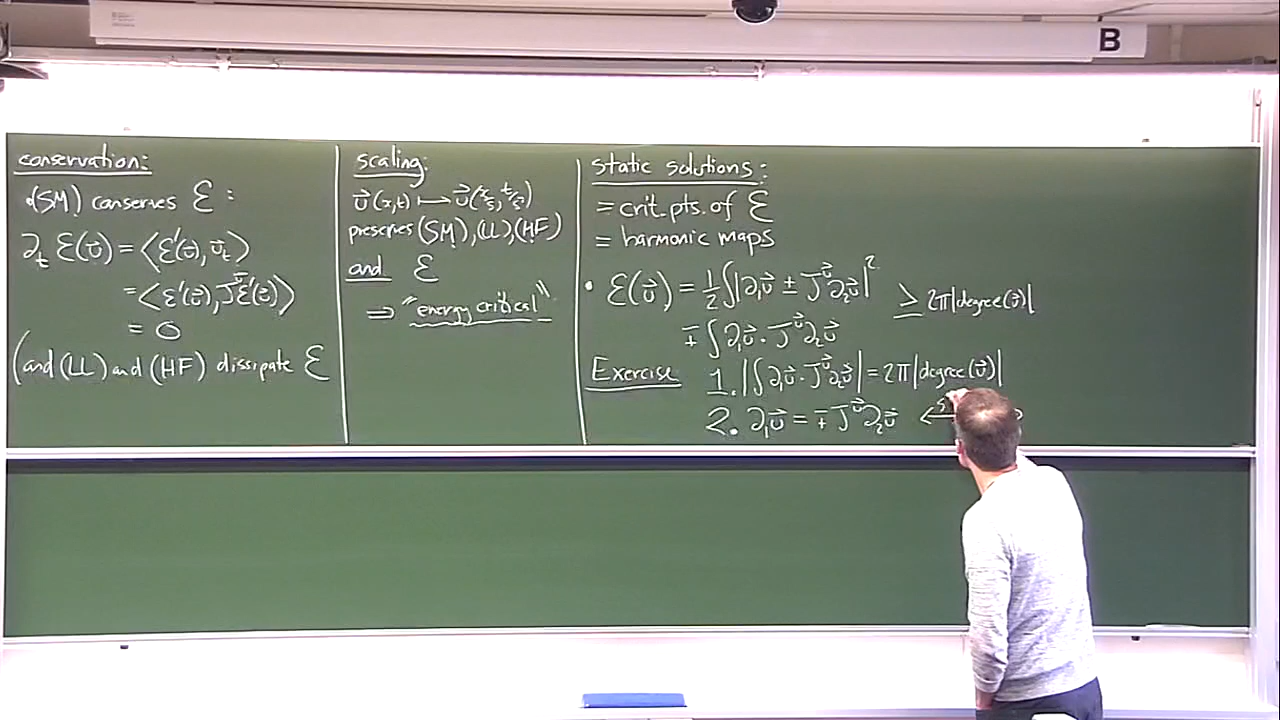 B
conservation:
• (SM) conserves ℰ :
∂ₜ ℰ(u⃗) = ⟨ℰ'(u⃗), u⃗ₜ⟩
= ⟨ℰ'(u⃗), J^u⃗ ℰ'(u⃗)⟩
= 0
(and (LL) and (HF) dissipate ℰ
scaling:
u⃗(x,t) ↦ u⃗(x/ξ, t/ξ²)
preserves (SM), (LL), (HF)
and ℰ
⇒ "energy critical"
static solutions:
= crit. pts. of ℰ
= harmonic maps
• ℰ(u⃗) = 1/2 ∫|∂₁u⃗ ± J^u⃗ ∂₂u⃗|²
≥ 2π|degree(u⃗)|
∓ ∫ ∂₁u⃗ · J^u⃗ ∂₂u⃗
Exercise 1. |∫ ∂₁u⃗ · J^u⃗ ∂₂u⃗| = 2π|degree(u⃗)|
2. ∂₁u⃗ = ∓ J^u⃗ ∂₂u⃗